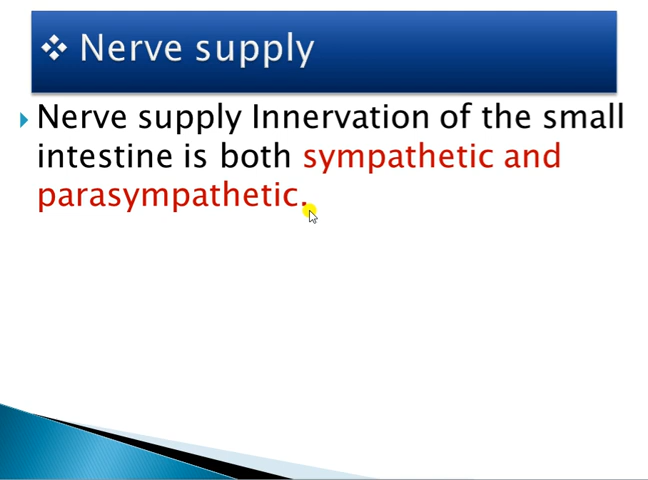 ❖ Nerve supply
Nerve supply Innervation of the small
intestine is both sympathetic and
parasympathetic.